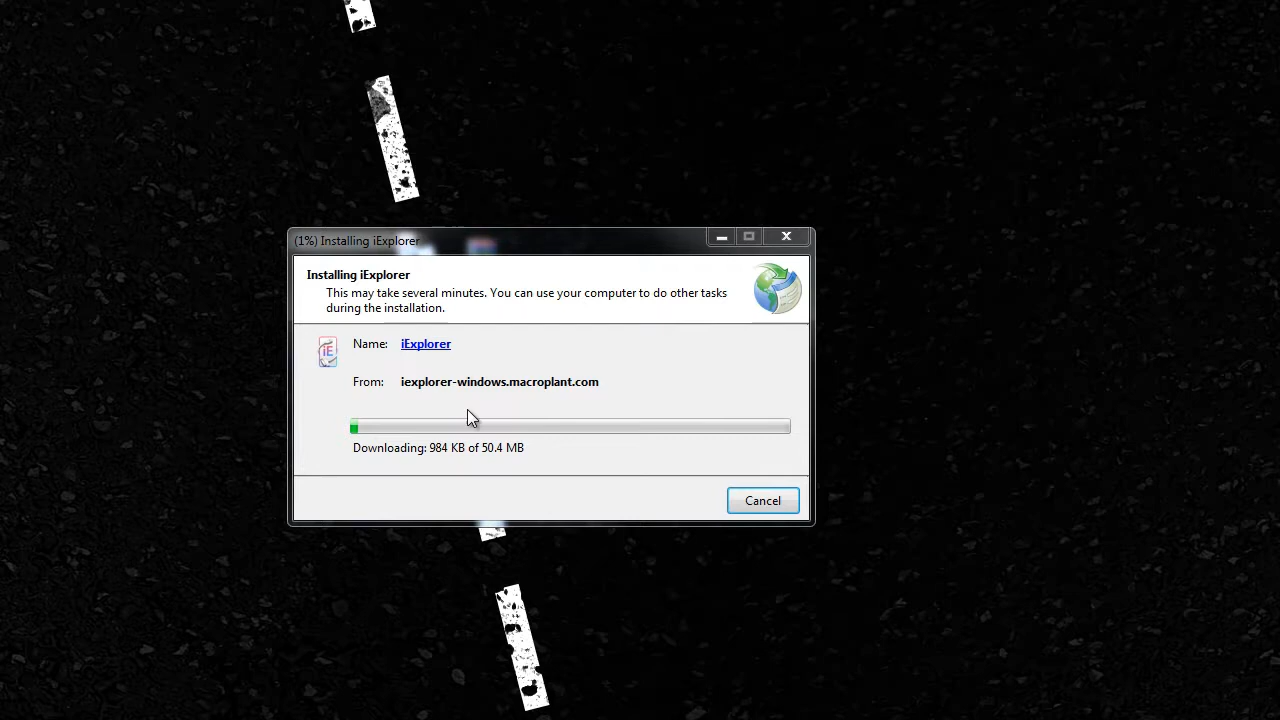 (1%) Installing iExplorer
Installing iExplorer
This may take several minutes. You can use your computer to do other tasks
during the installation.
iE
Name: iExplorer
From: iexplorer-windows.macroplant.com
Downloading: 984 KB of 50.4 MB
Cancel